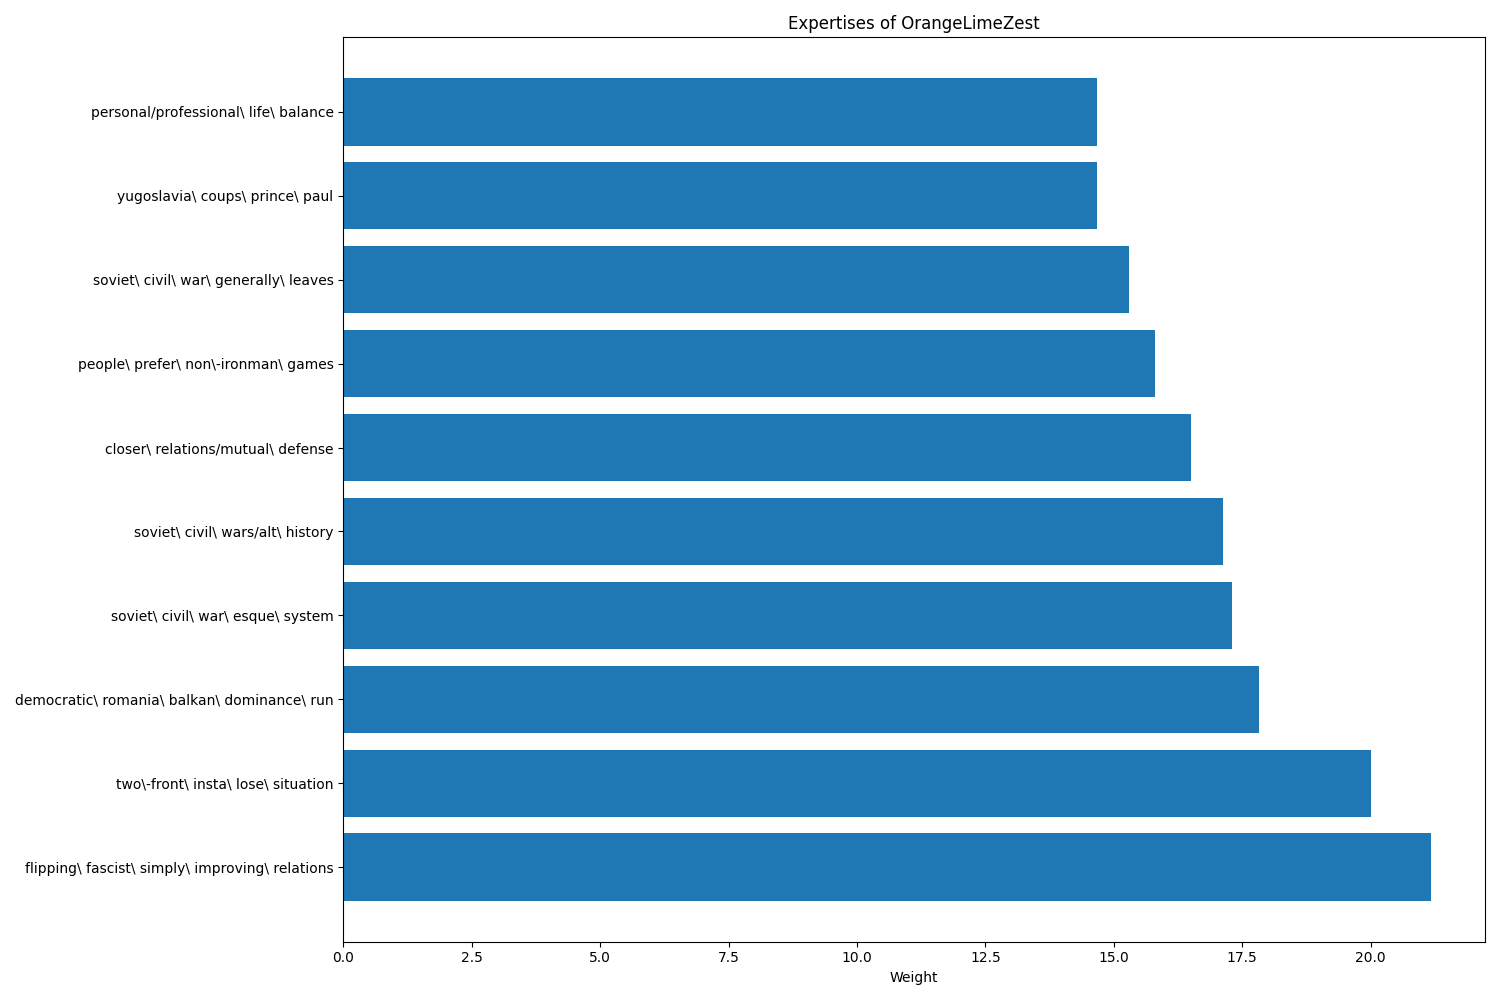 Expertises of OrangeLimeZest
personal/professional\ life\ balance
yugoslavia\ coups\ prince\ paul
soviet\ civil\ war\ generally\ leaves
people\ prefer\ non\-ironman\ games
closer\ relations/mutual\ defense
soviet\ civil\ wars/alt\ history
soviet\ civil\ war\ esque\ system
democratic\ romania\ balkan\ dominance\ run
two\-front\ insta\ lose\ situation
flipping\ fascist\ simply\ improving\ relations
0.0 2.5 5.0 7.5 10.0 12.5 15.0 17.5 20.0
Weight